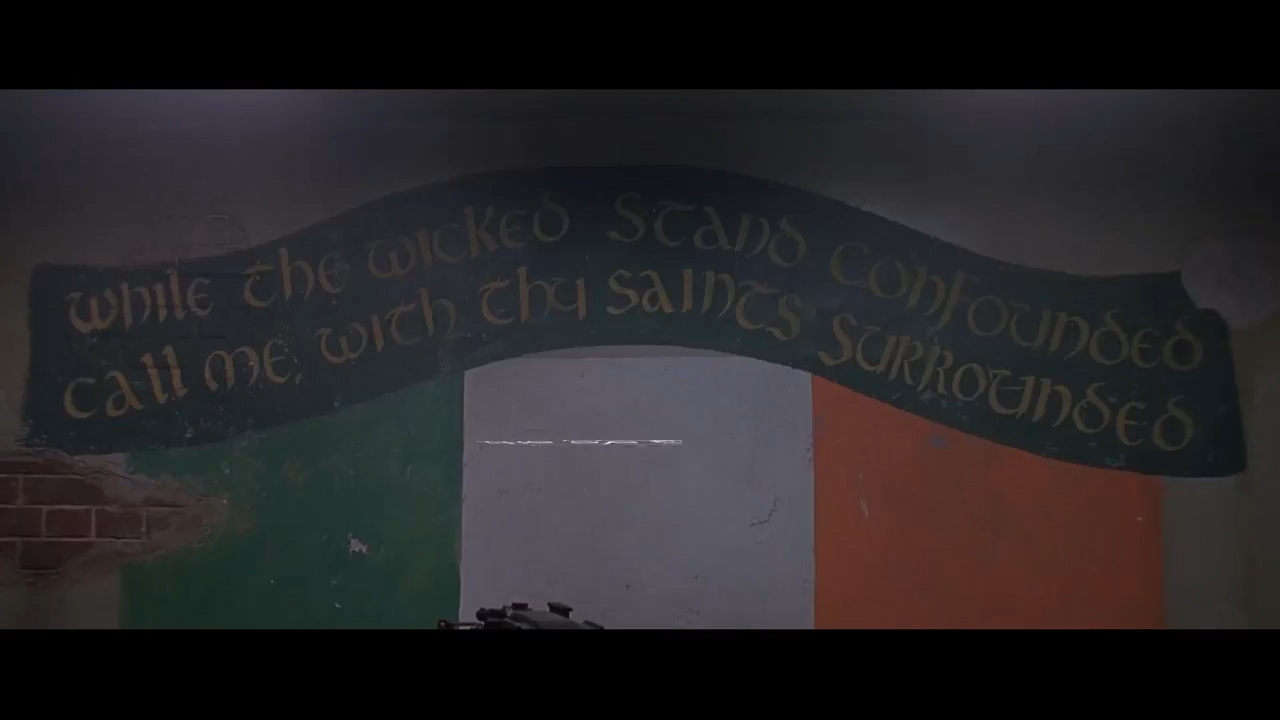 while the wicked stand confounded
call me with thy saints surrounded